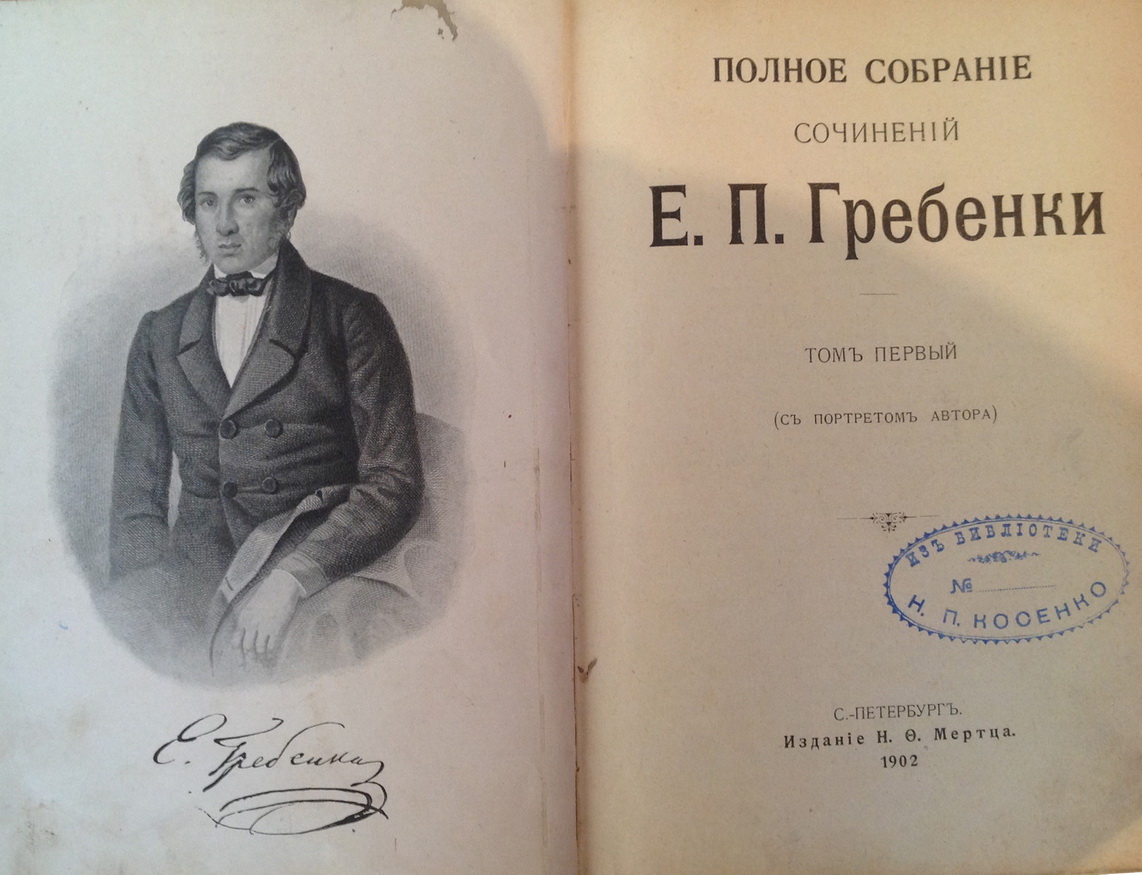 Е. Гребенка
ПОЛНОЕ СОБРАНІЕ
СОЧИНЕНІЙ
Е. П. Гребенки
ТОМЪ ПЕРВЫЙ
(СЪ ПОРТРЕТОМЪ АВТОРА)
ИЗЪ БИБЛІОТЕКИ
№
Н. П. КОСЕНКО
С.-ПЕТЕРБУРГЪ.
Изданіе Н. Ѳ. Мертца.
1902